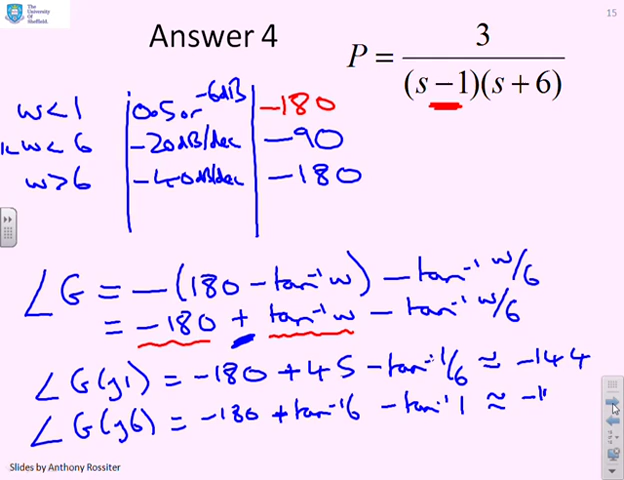 The University Of Sheffield.
15
Answer 4
P = 3 / ((s − 1)(s + 6))
w < 1 | 0.5 or -6dB | -180
1< w < 6 | -20dB/dec | -90
w > 6 | -40dB/dec | -180
∠G = -(180 - tan⁻¹ w) - tan⁻¹ w/6
= -180 + tan⁻¹ w - tan⁻¹ w/6
∠G(j1) = -180 + 45 - tan⁻¹ 1/6 ≈ -144
∠G(j6) = -180 + tan⁻¹ 6 - tan⁻¹ 1 ≈ -1
Slides by Anthony Rossiter